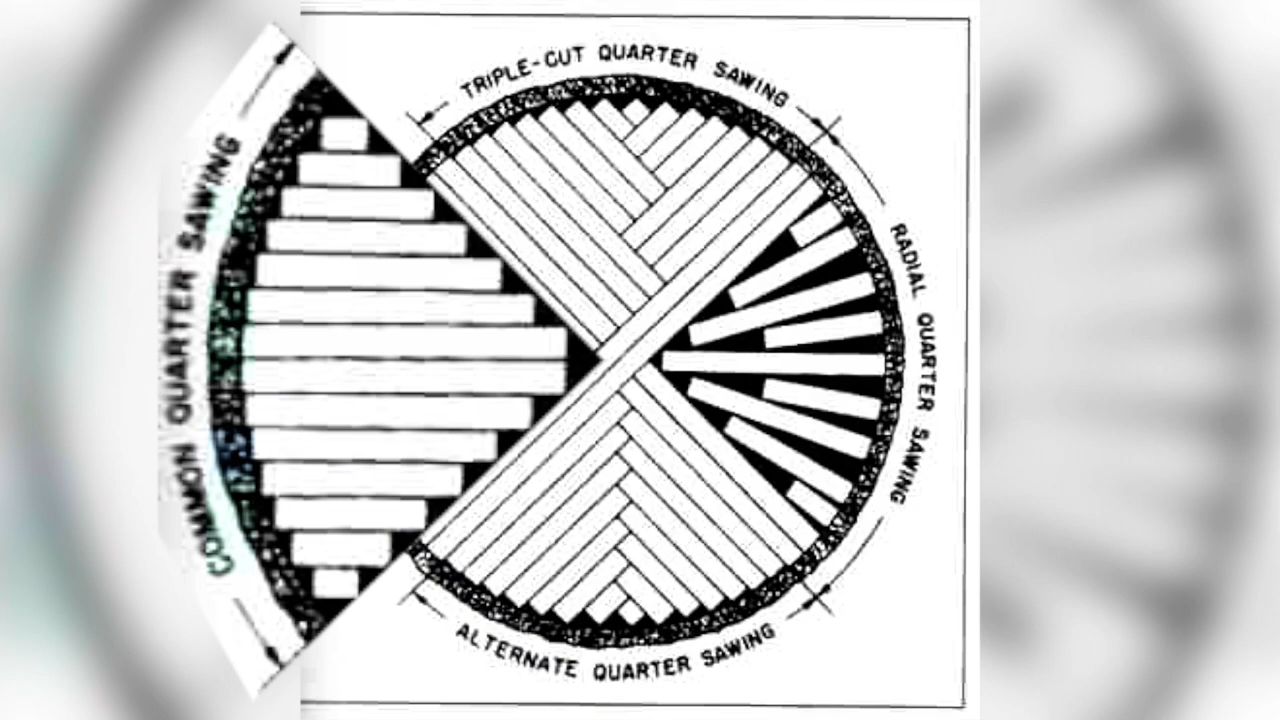 TRIPLE-CUT QUARTER SAWING
COMMON QUARTER SAWING
RADIAL QUARTER SAWING
ALTERNATE QUARTER SAWING